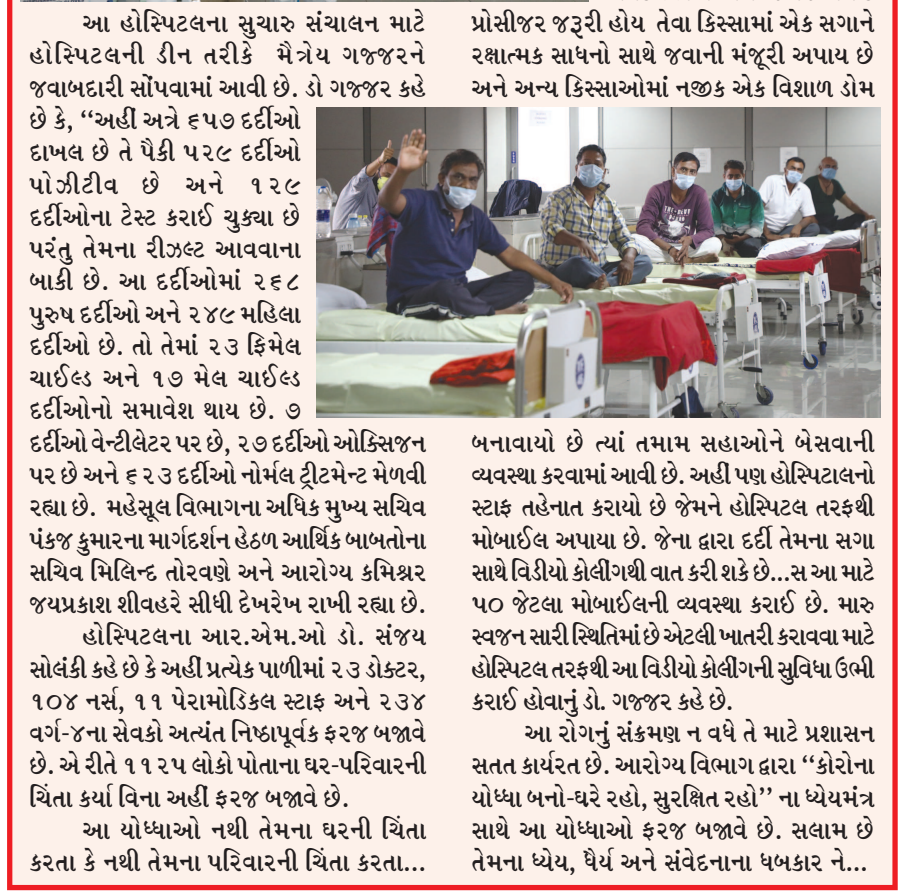 આ હોસ્પિટલના સુચારુ સંચાલન માટે
હોસ્પિટલની ડીન તરીકે મૈત્રેય ગજ્જરને
જવાબદારી સોંપવામાં આવી છે. ડો ગજ્જર કહે
છે કે, ‘‘અહીં અત્રે ૬૫૭ દર્દીઓ
દાખલ છે તે પૈકી ૫૨૯ દર્દીઓ
પોઝીટીવ છે અને ૧૨૯
દર્દીઓના ટેસ્ટ કરાઈ ચુક્યા છે
પરંતુ તેમના રીઝલ્ટ આવવાના
બાકી છે. આ દર્દીઓમાં ૨૬૮
પુરુષ દર્દીઓ અને ૨૪૯ મહિલા
દર્દીઓ છે. તો તેમાં ૨૩ ફિમેલ
ચાઈલ્ડ અને ૧૭ મેલ ચાઈલ્ડ
દર્દીઓનો સમાવેશ થાય છે. ૭
દર્દીઓ વેન્ટીલેટર પર છે, ૨૭ દર્દીઓ ઓક્સિજન
પર છે અને ૬૨૩ દર્દીઓ નોર્મલ ટ્રીટમેન્ટ મેળવી
રહ્યા છે. મહેસૂલ વિભાગના અધિક મુખ્ય સચિવ
પંકજ કુમારના માર્ગદર્શન હેઠળ આર્થિક બાબતોના
સચિવ મિલિન્દ તોરવણે અને આરોગ્ય કમિશ્નર
જયપ્રકાશ શીવહરે સીધી દેખરેખ રાખી રહ્યા છે.
હોસ્પિટલના આર.એમ.ઓ ડો. સંજય
સોલંકી કહે છે કે અહીં પ્રત્યેક પાળીમાં ૨૩ ડોક્ટર,
૧૦૪ નર્સ, ૧૧ પેરામોડિકલ સ્ટાફ અને ૨૩૪
વર્ગ-૪ના સેવકો અત્યંત નિષ્ઠાપૂર્વક ફરજ બજાવે
છે. એ રીતે ૧૧૨૫ લોકો પોતાના ઘર-પરિવારની
ચિંતા કર્યા વિના અહીં ફરજ બજાવે છે.
આ યોધ્ધાઓ નથી તેમના ઘરની ચિંતા
કરતા કે નથી તેમના પરિવારની ચિંતા કરતા...
પ્રોસીજર જરૂરી હોય તેવા કિસ્સામાં એક સગાને
રક્ષાત્મક સાધનો સાથે જવાની મંજૂરી અપાય છે
અને અન્ય કિસ્સાઓમાં નજીક એક વિશાળ ડોમ
બનાવાયો છે ત્યાં તમામ સહાઓને બેસવાની
વ્યવસ્થા કરવામાં આવી છે. અહીં પણ હોસ્પિટાલનો
સ્ટાફ તહેનાત કરાયો છે જેમને હોસ્પિટલ તરફથી
મોબાઈલ અપાયા છે. જેના દ્વારા દર્દી તેમના સગા
સાથે વિડીયો કોલીંગથી વાત કરી શકે છે...સ આ માટે
૫૦ જેટલા મોબાઈલની વ્યવસ્થા કરાઈ છે. મારુ
સ્વજન સારી સ્થિતિમાં છે એટલી ખાતરી કરાવવા માટે
હોસ્પિટલ તરફથી આ વિડીયો કોલીંગની સુવિધા ઉભી
કરાઈ હોવાનું ડો. ગજ્જર કહે છે.
આ રોગનું સંક્રમણ ન વધે તે માટે પ્રશાસન
સતત કાર્યરત છે. આરોગ્ય વિભાગ દ્વારા ‘‘કોરોના
યોધ્ધા બનો-ઘરે રહો, સુરક્ષિત રહો’’ ના ધ્યેયમંત્ર
સાથે આ યોધ્ધાઓ ફરજ બજાવે છે. સલામ છે
તેમના ધ્યેય, ધૈર્ય અને સંવેદનાના ધબકાર ને...